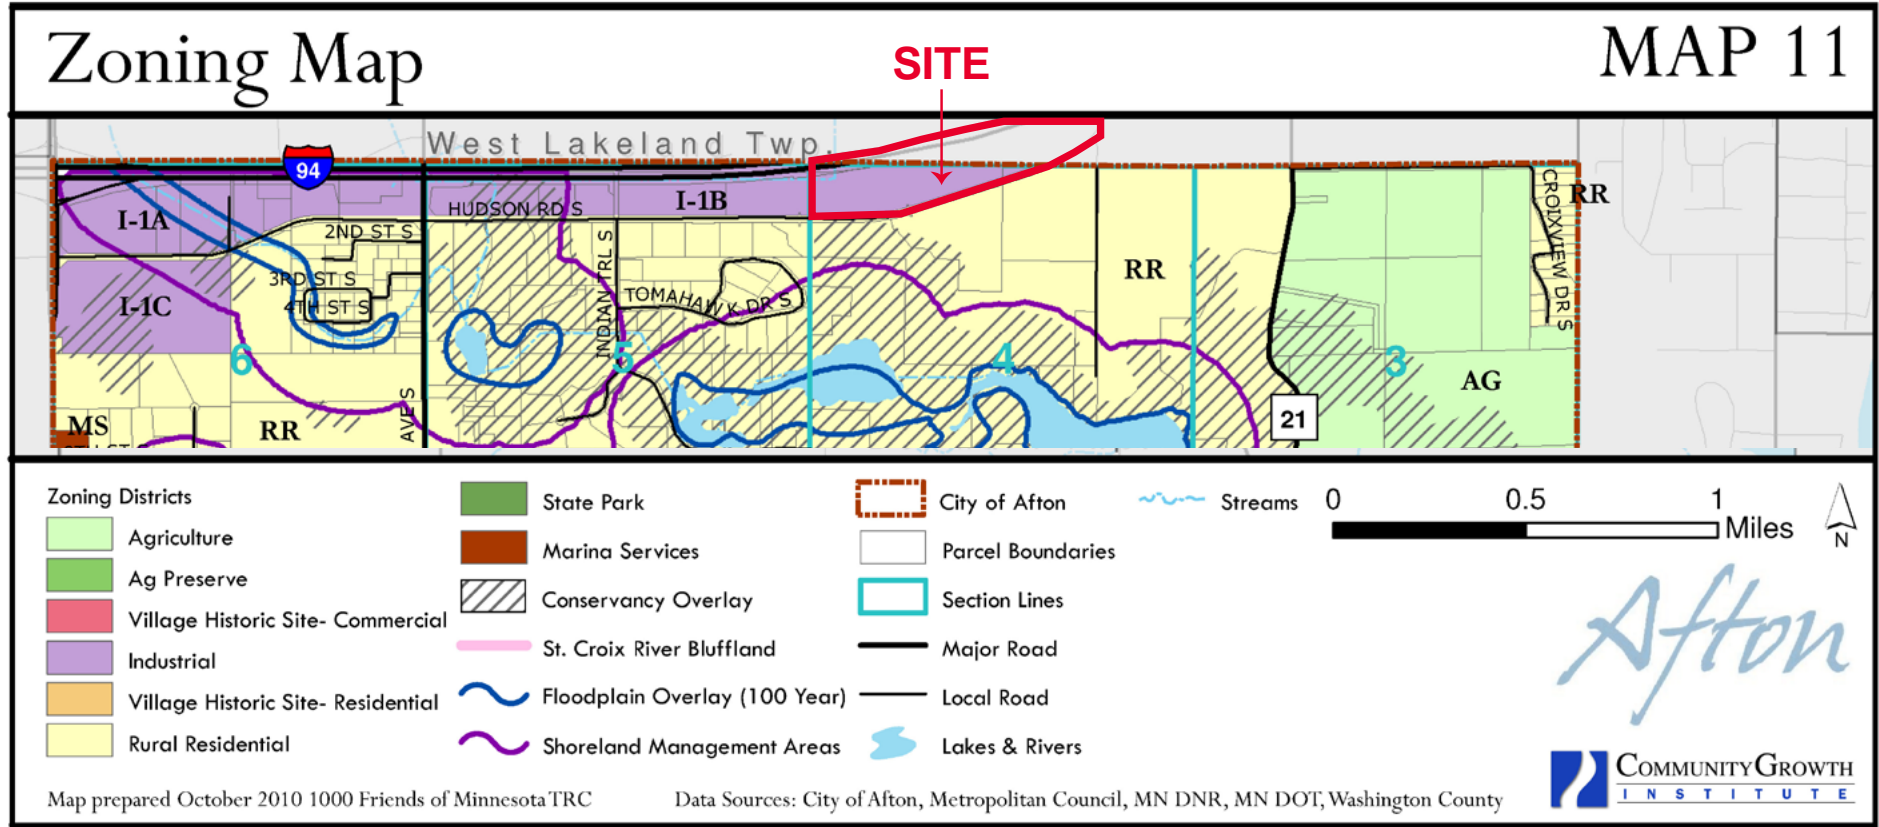 Zoning Map
SITE
MAP 11
West Lakeland Twp.
94
I-1A
I-1B
HUDSON RD S
2ND ST S
3RD ST S
4TH ST S
I-1C
INDIAN TRL S
TOMAHAWK DR S
CROIXVIEW DR S
RR
RR
6
5
4
3
AG
21
MS
RR
AVE S
Zoning Districts
Agriculture
Ag Preserve
Village Historic Site- Commercial
Industrial
Village Historic Site- Residential
Rural Residential
State Park
Marina Services
Conservancy Overlay
St. Croix River Bluffland
Floodplain Overlay (100 Year)
Shoreland Management Areas
City of Afton
Parcel Boundaries
Section Lines
Major Road
Local Road
Lakes & Rivers
Streams
0 0.5 1
Miles
N
Afton
COMMUNITY GROWTH
INSTITUTE
Map prepared October 2010 1000 Friends of Minnesota TRC
Data Sources: City of Afton, Metropolitan Council, MN DNR, MN DOT, Washington County